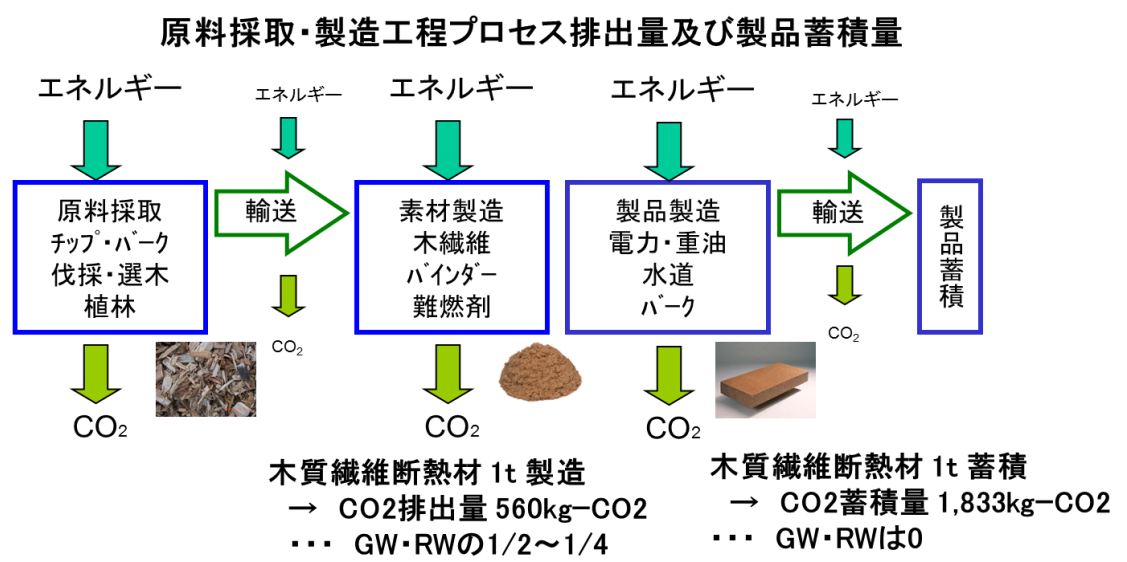 原料採取・製造工程プロセス排出量及び製品蓄積量
エネルギー
エネルギー
エネルギー
エネルギー
エネルギー
原料採取
ﾁｯﾌﾟ・ﾊﾞｰｸ
伐採・選木
植林
輸送
素材製造
木繊維
ﾊﾞｲﾝﾀﾞｰ
難燃剤
製品製造
電力・重油
水道
ﾊﾞｰｸ
輸送
製品蓄積
CO₂
CO₂
CO₂
CO₂
CO₂
木質繊維断熱材 1t 製造
→ CO2排出量 560kg−CO2
・・・ GW・RWの1/2～1/4
木質繊維断熱材 1t 蓄積
→ CO2蓄積量 1,833kg−CO2
・・・ GW・RWは0